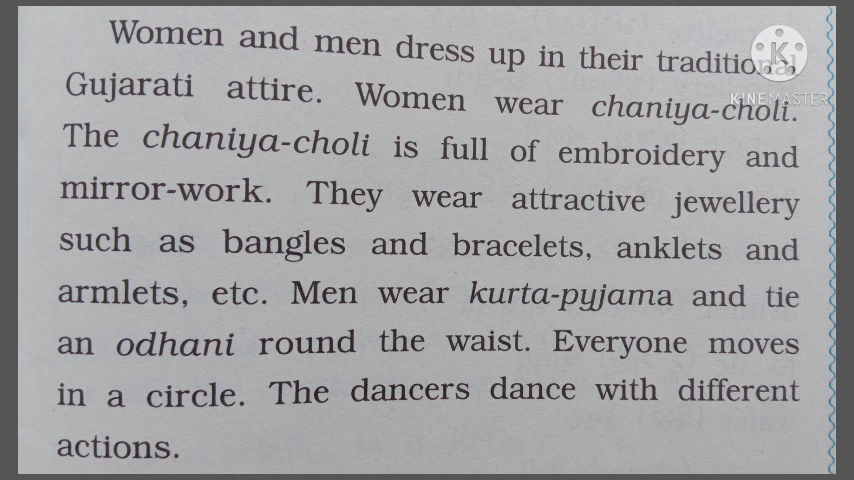 Women and men dress up in their traditional
Gujarati attire. Women wear chaniya-choli.
The chaniya-choli is full of embroidery and
mirror-work. They wear attractive jewellery
such as bangles and bracelets, anklets and
armlets, etc. Men wear kurta-pyjama and tie
an odhani round the waist. Everyone moves
in a circle. The dancers dance with different
actions.
K
KINEMASTER